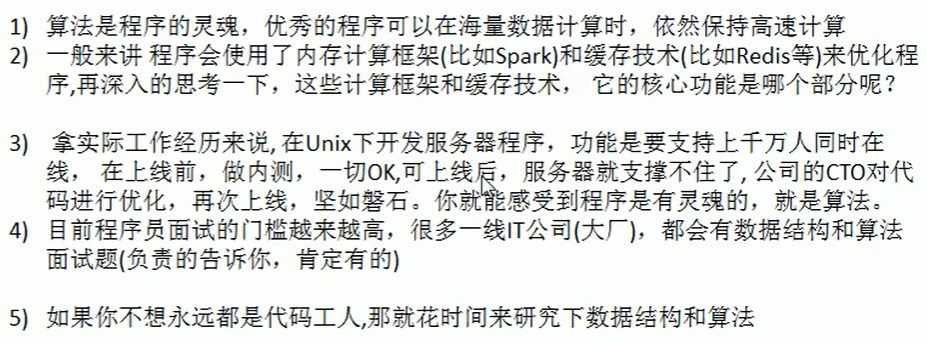 1) 算法是程序的灵魂，优秀的程序可以在海量数据计算时，依然保持高速计算
2) 一般来讲 程序会使用了内存计算框架(比如Spark)和缓存技术(比如Redis等)来优化程
序,再深入的思考一下，这些计算框架和缓存技术， 它的核心功能是哪个部分呢？
3) 拿实际工作经历来说, 在Unix下开发服务器程序，功能是要支持上千万人同时在
线， 在上线前，做内测，一切OK,可上线后，服务器就支撑不住了, 公司的CTO对代
码进行优化，再次上线，坚如磐石。你就能感受到程序是有灵魂的，就是算法。
4) 目前程序员面试的门槛越来越高，很多一线IT公司(大厂)，都会有数据结构和算法
面试题(负责的告诉你，肯定有的)
5) 如果你不想永远都是代码工人,那就花时间来研究下数据结构和算法